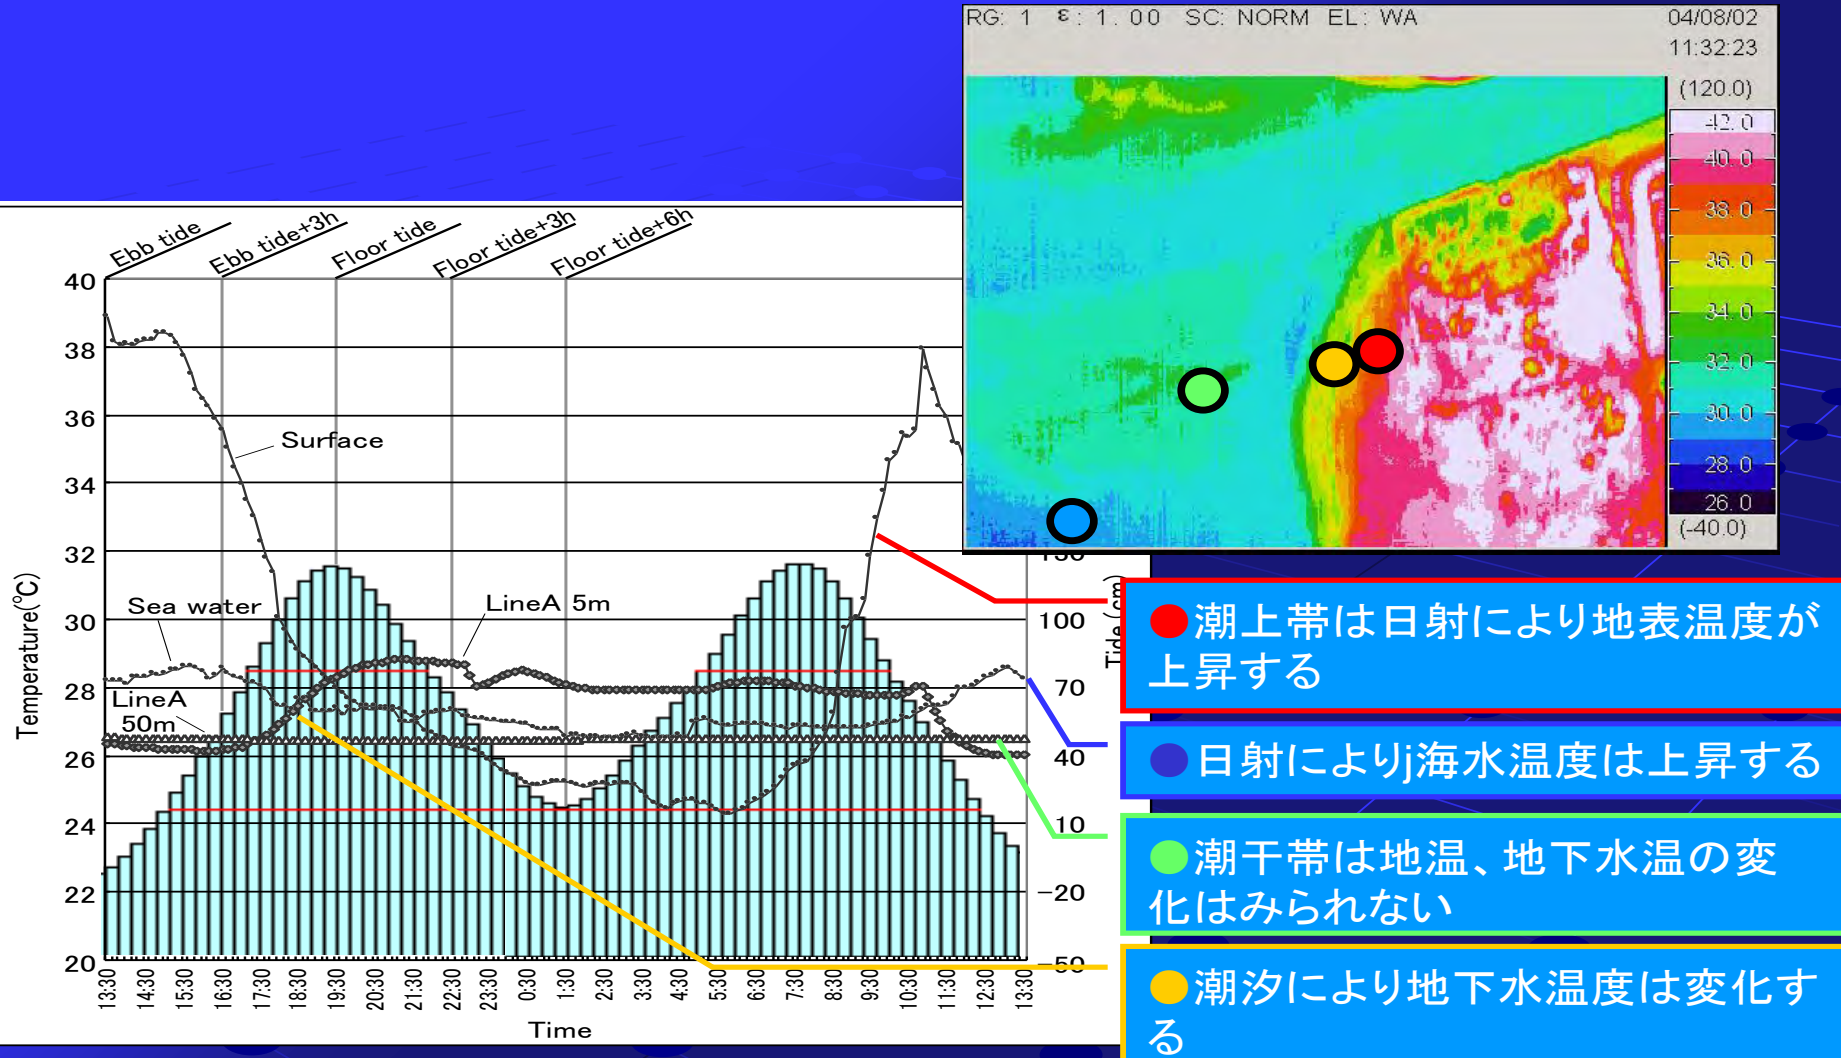 RG: 1 ε: 1.00 SC: NORM EL: WA
04/08/02
11:32:23
(120.0)
42.0
40.0
38.0
36.0
34.0
32.0
30.0
28.0
26.0
(-40.0)
Ebb tide
Ebb tide+3h
Floor tide
Floor tide+3h
Floor tide+6h
Temperature(℃)
40
38
36
34
32
30
28
26
24
22
20
Surface
Sea water
LineA 5m
LineA
50m
130
100
70
40
10
-20
-50
Tide (cm)
13:30
14:30
15:30
16:30
17:30
18:30
19:30
20:30
21:30
22:30
23:30
0:30
1:30
2:30
3:30
4:30
5:30
6:30
7:30
8:30
9:30
10:30
11:30
12:30
13:30
Time
●潮上帯は日射により地表温度が
上昇する
●日射によりj海水温度は上昇する
●潮干帯は地温、地下水温の変
化はみられない
●潮汐により地下水温度は変化す
る